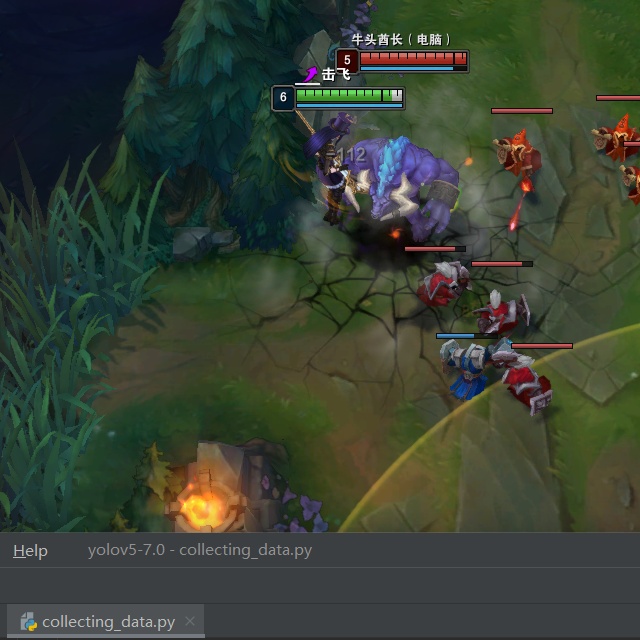 牛头酋长（电脑）
5
击飞
6
-112
Help yolov5-7.0 - collecting_data.py
collecting_data.py